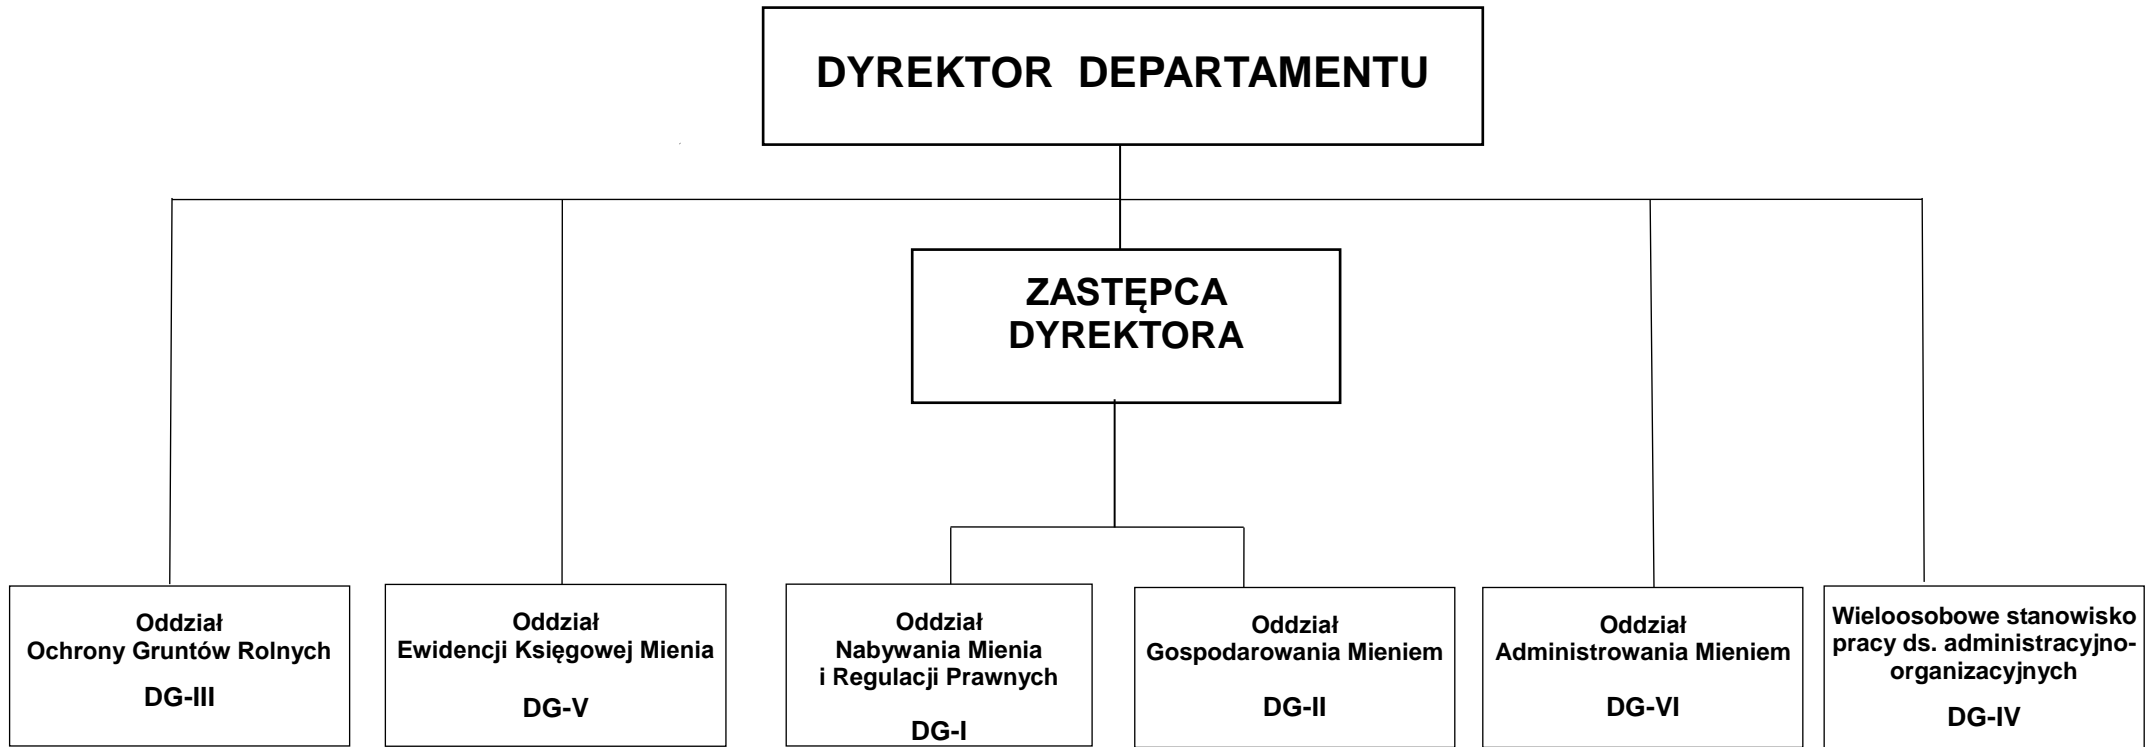 DYREKTOR DEPARTAMENTU
ZASTĘPCA
DYREKTORA
Oddział
Ochrony Gruntów Rolnych
DG-III
Oddział
Ewidencji Księgowej Mienia
DG-V
Oddział
Nabywania Mienia
i Regulacji Prawnych
DG-I
Oddział
Gospodarowania Mieniem
DG-II
Oddział
Administrowania Mieniem
DG-VI
Wieloosobowe stanowisko
pracy ds. administracyjno-
organizacyjnych
DG-IV